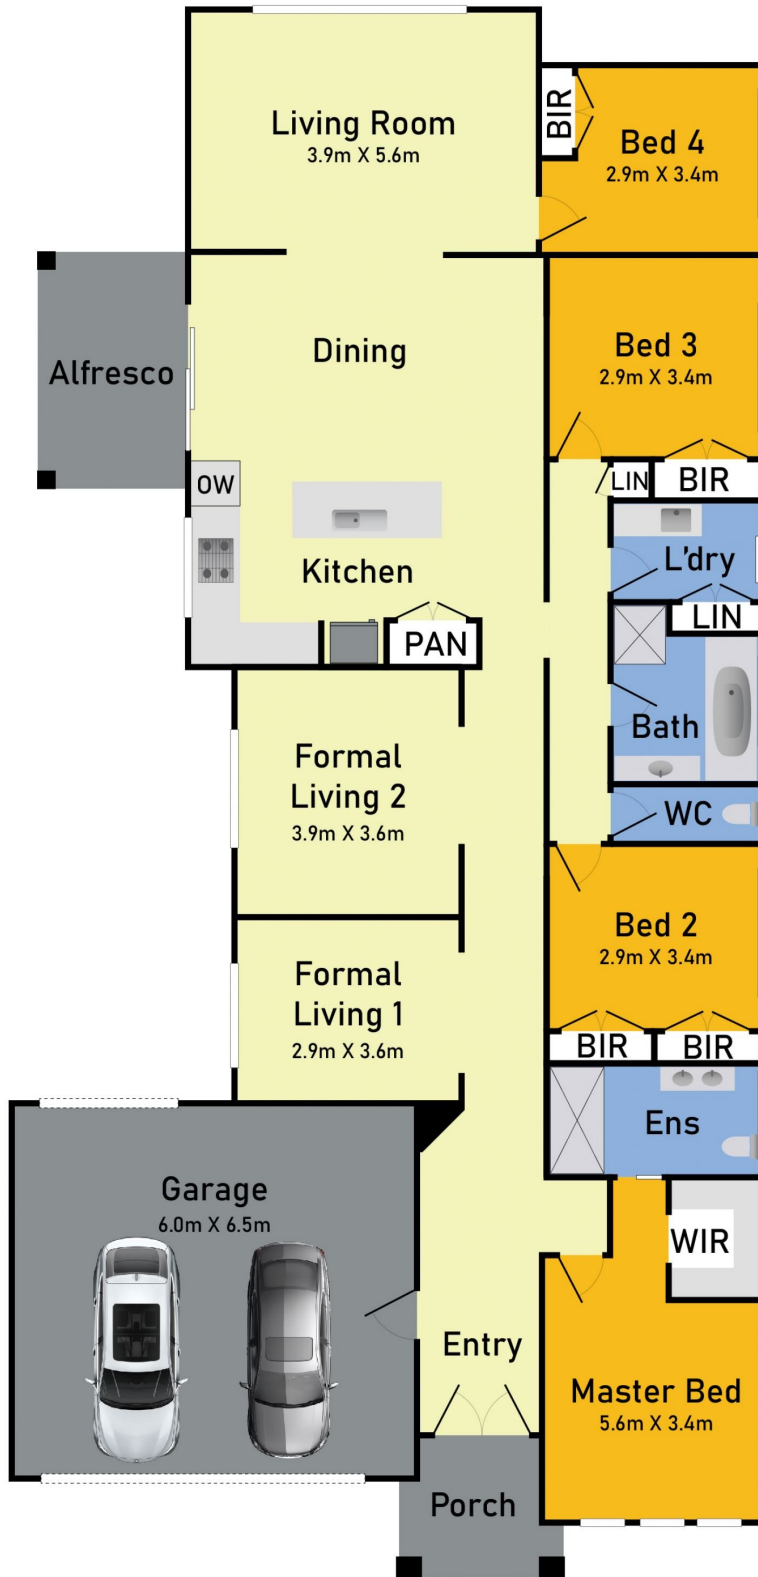 Living Room
3.9m X 5.6m
BIR
Bed 4
2.9m X 3.4m
Alfresco
Dining
Bed 3
2.9m X 3.4m
OW
LIN
BIR
Kitchen
L'dry
LIN
PAN
Bath
Formal
Living 2
3.9m X 3.6m
WC
Bed 2
2.9m X 3.4m
Formal
Living 1
2.9m X 3.6m
BIR
BIR
Ens
Garage
6.0m X 6.5m
WIR
Entry
Master Bed
5.6m X 3.4m
Porch